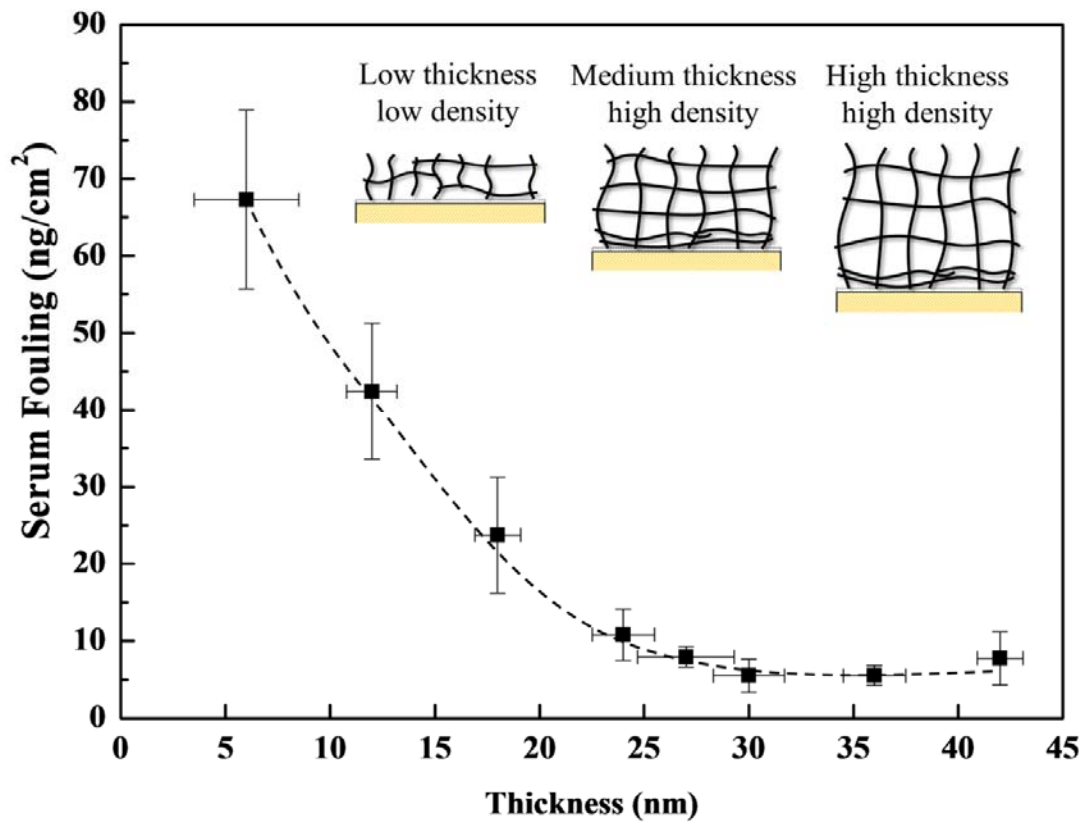 90
80
70
60
50
40
30
20
10
0
Serum Fouling (ng/cm²)
Low thickness
low density
Medium thickness
high density
High thickness
high density
0 5 10 15 20 25 30 35 40 45
Thickness (nm)